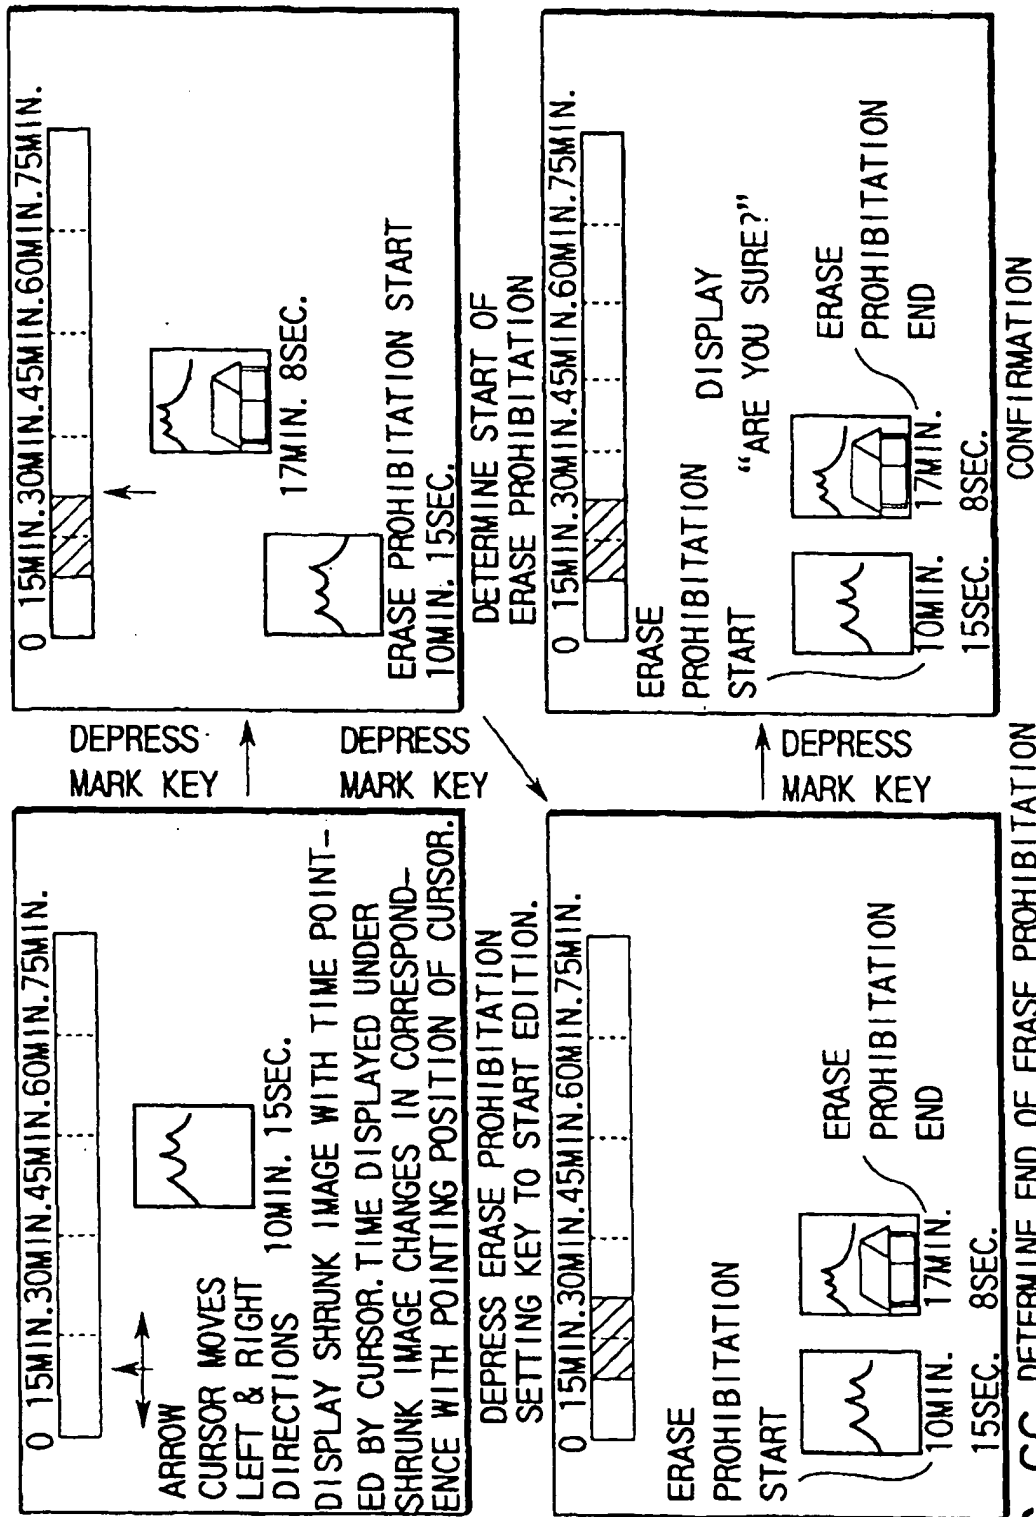 0 15MIN.30MIN.45MIN.60MIN.75MIN.
ARROW
CURSOR MOVES
LEFT & RIGHT
DIRECTIONS
10MIN. 15SEC.
DISPLAY SHRUNK IMAGE WITH TIME POINT-
ED BY CURSOR. TIME DISPLAYED UNDER
SHRUNK IMAGE CHANGES IN CORRESPOND-
ENCE WITH POINTING POSITION OF CURSOR.
DEPRESS ERASE PROHIBITATION
SETTING KEY TO START EDITION.
DEPRESS
MARK KEY
0 15MIN.30MIN.45MIN.60MIN.75MIN.
17MIN. 8SEC.
ERASE PROHIBITATION START
10MIN. 15SEC.
DETERMINE START OF
ERASE PROHIBITATION
DEPRESS
MARK KEY
0 15MIN.30MIN.45MIN.60MIN.75MIN.
ERASE
PROHIBITATION
START
10MIN.
15SEC.
17MIN.
8SEC.
ERASE
PROHIBITATION
END
DETERMINE END OF ERASE PROHIBITATION
DEPRESS
MARK KEY
0 15MIN.30MIN.45MIN.60MIN.75MIN.
ERASE
PROHIBITATION
START
DISPLAY
"ARE YOU SURE?"
10MIN.
15SEC.
17MIN.
8SEC.
ERASE
PROHIBITATION
END
CONFIRMATION